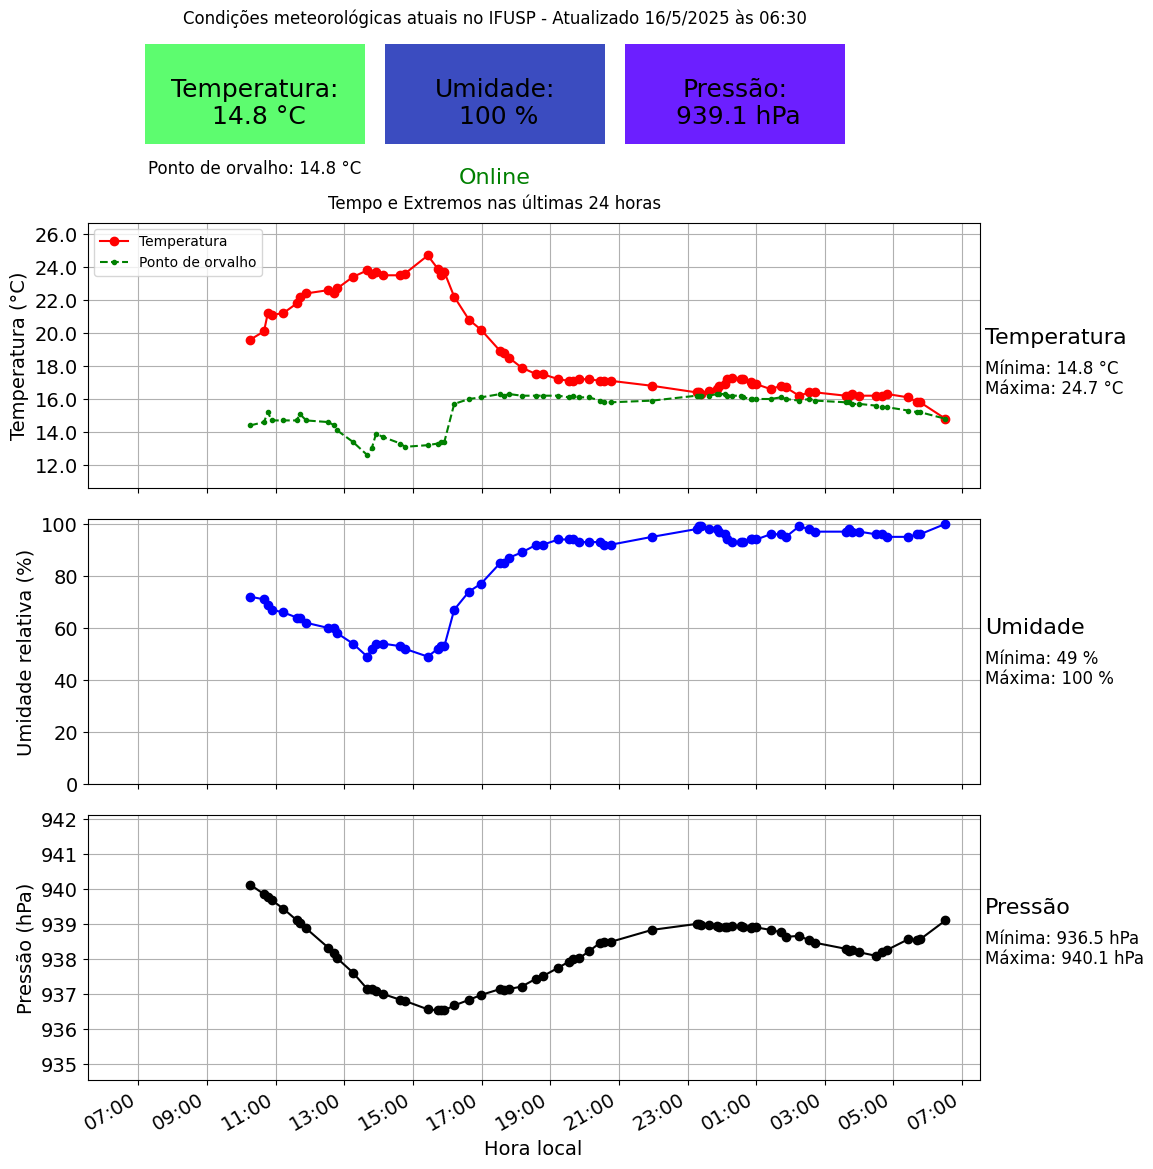 Condições meteorológicas atuais no IFUSP - Atualizado 16/5/2025 às 06:30
Temperatura:
14.8 °C
Umidade:
100 %
Pressão:
939.1 hPa
Ponto de orvalho: 14.8 °C
Online
Tempo e Extremos nas últimas 24 horas
Temperatura (°C)
26.0
24.0
22.0
20.0
18.0
16.0
14.0
12.0
Temperatura
Ponto de orvalho
Temperatura
Mínima: 14.8 °C
Máxima: 24.7 °C
Umidade relativa (%)
100
80
60
40
20
0
Umidade
Mínima: 49 %
Máxima: 100 %
Pressão (hPa)
942
941
940
939
938
937
936
935
Pressão
Mínima: 936.5 hPa
Máxima: 940.1 hPa
07:00
09:00
11:00
13:00
15:00
17:00
19:00
21:00
23:00
01:00
03:00
05:00
07:00
Hora local